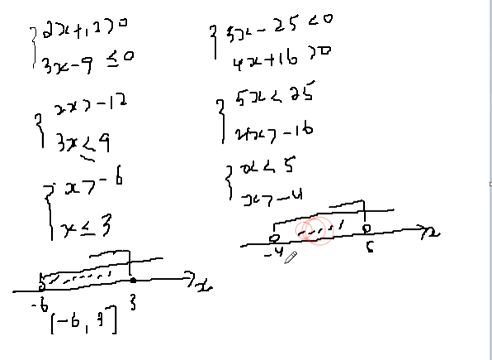 2x+12>0
3x-9 ≤0
2x>-12
3x≤9
x>-6
x≤3
-6 3 x
[-6, 3]
5x-25<0
4x+16>0
5x<25
4x>-16
x<5
x>-4
-4 5 x